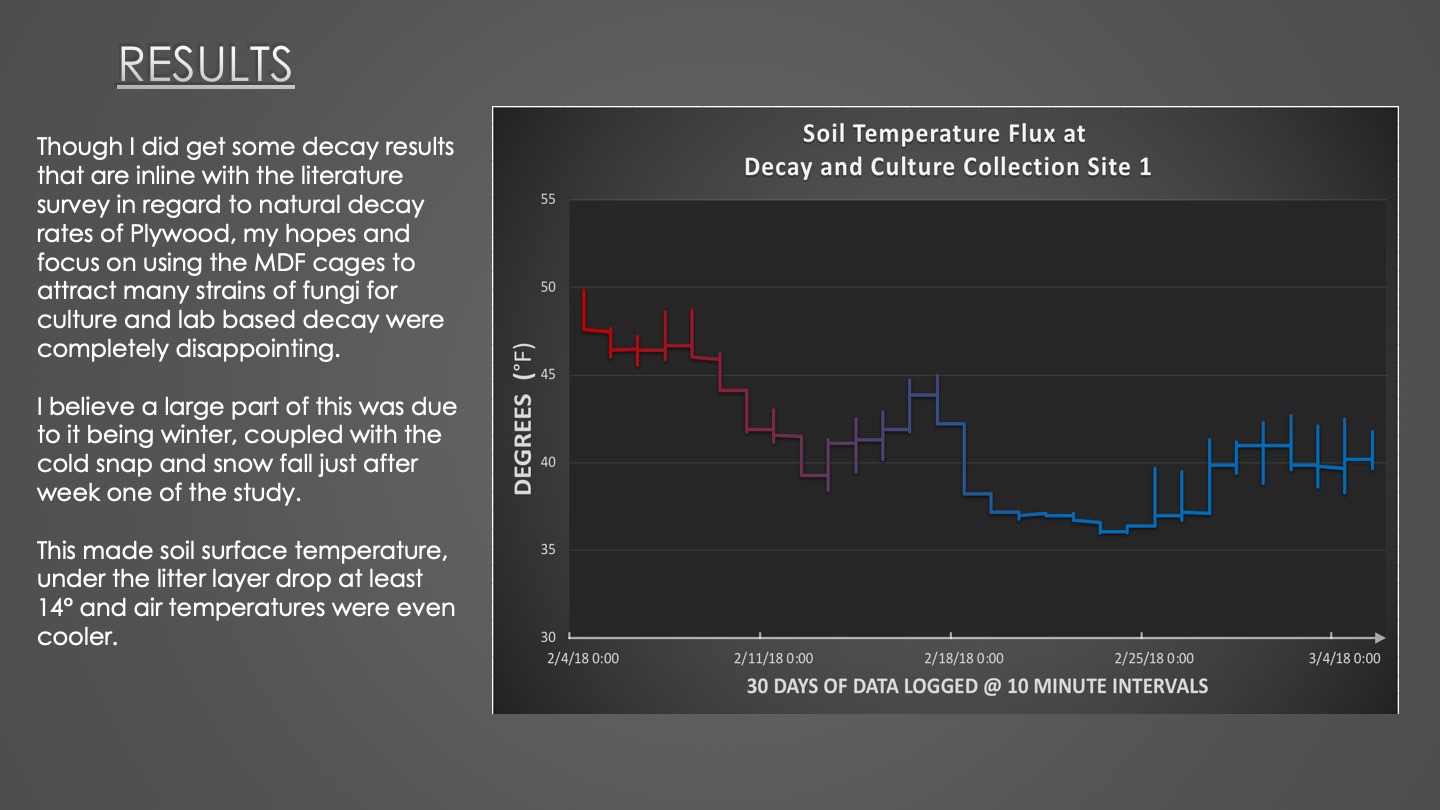 RESULTS
Though I did get some decay results
that are inline with the literature
survey in regard to natural decay
rates of Plywood, my hopes and
focus on using the MDF cages to
attract many strains of fungi for
culture and lab based decay were
completely disappointing.
I believe a large part of this was due
to it being winter, coupled with the
cold snap and snow fall just after
week one of the study.
This made soil surface temperature,
under the litter layer drop at least
14° and air temperatures were even
cooler.
Soil Temperature Flux at
Decay and Culture Collection Site 1
DEGREES (°F)
55
50
45
40
35
30
2/4/18 0:00 2/11/18 0:00 2/18/18 0:00 2/25/18 0:00 3/4/18 0:00
30 DAYS OF DATA LOGGED @ 10 MINUTE INTERVALS